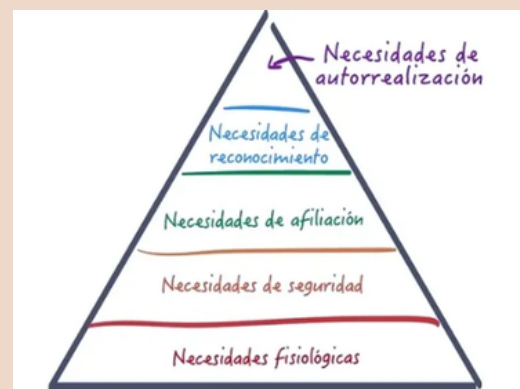 Necesidades de
autorrealización
Necesidades de
reconocimiento
Necesidades de afiliación
Necesidades de seguridad
Necesidades fisiológicas